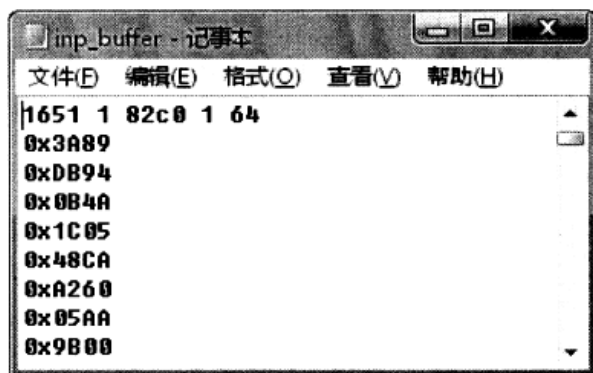 inp_buffer - 记事本
文件(F) 编辑(E) 格式(O) 查看(V) 帮助(H)
1651 1 82c0 1 64
0x3A89
0xDB94
0x0B4A
0x1C05
0x48CA
0xA260
0x05AA
0x9B00